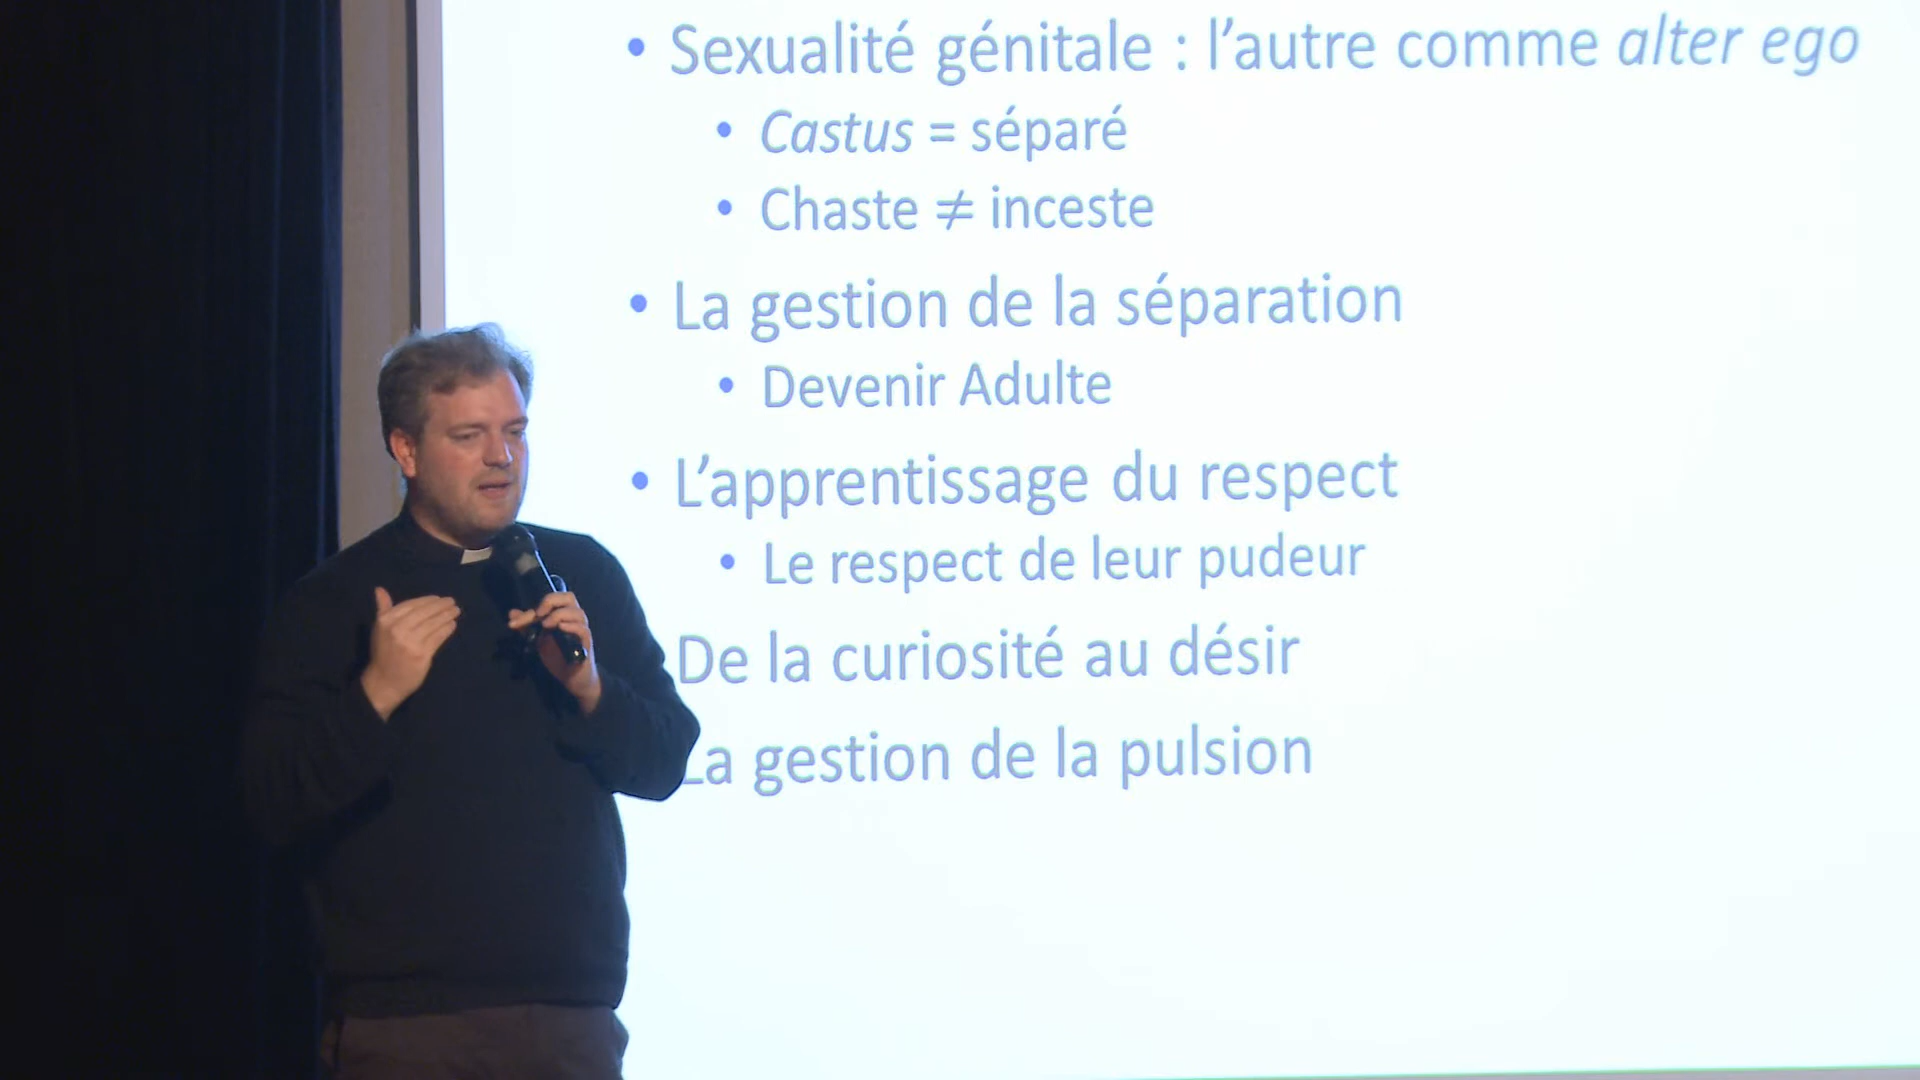 • Sexualité génitale : l’autre comme alter ego
• Castus = séparé
• Chaste ≠ inceste
• La gestion de la séparation
• Devenir Adulte
• L’apprentissage du respect
• Le respect de leur pudeur
De la curiosité au désir
La gestion de la pulsion